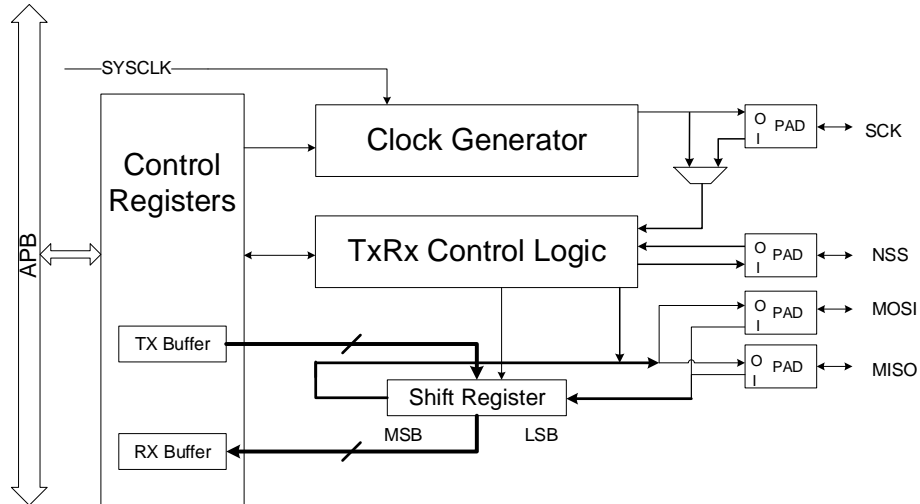 SYSCLK
APB
Control
Registers
Clock Generator
O
I
PAD
SCK
TxRx Control Logic
O
I
PAD
NSS
O
I
PAD
MOSI
O
I
PAD
MISO
TX Buffer
Shift Register
MSB
LSB
RX Buffer